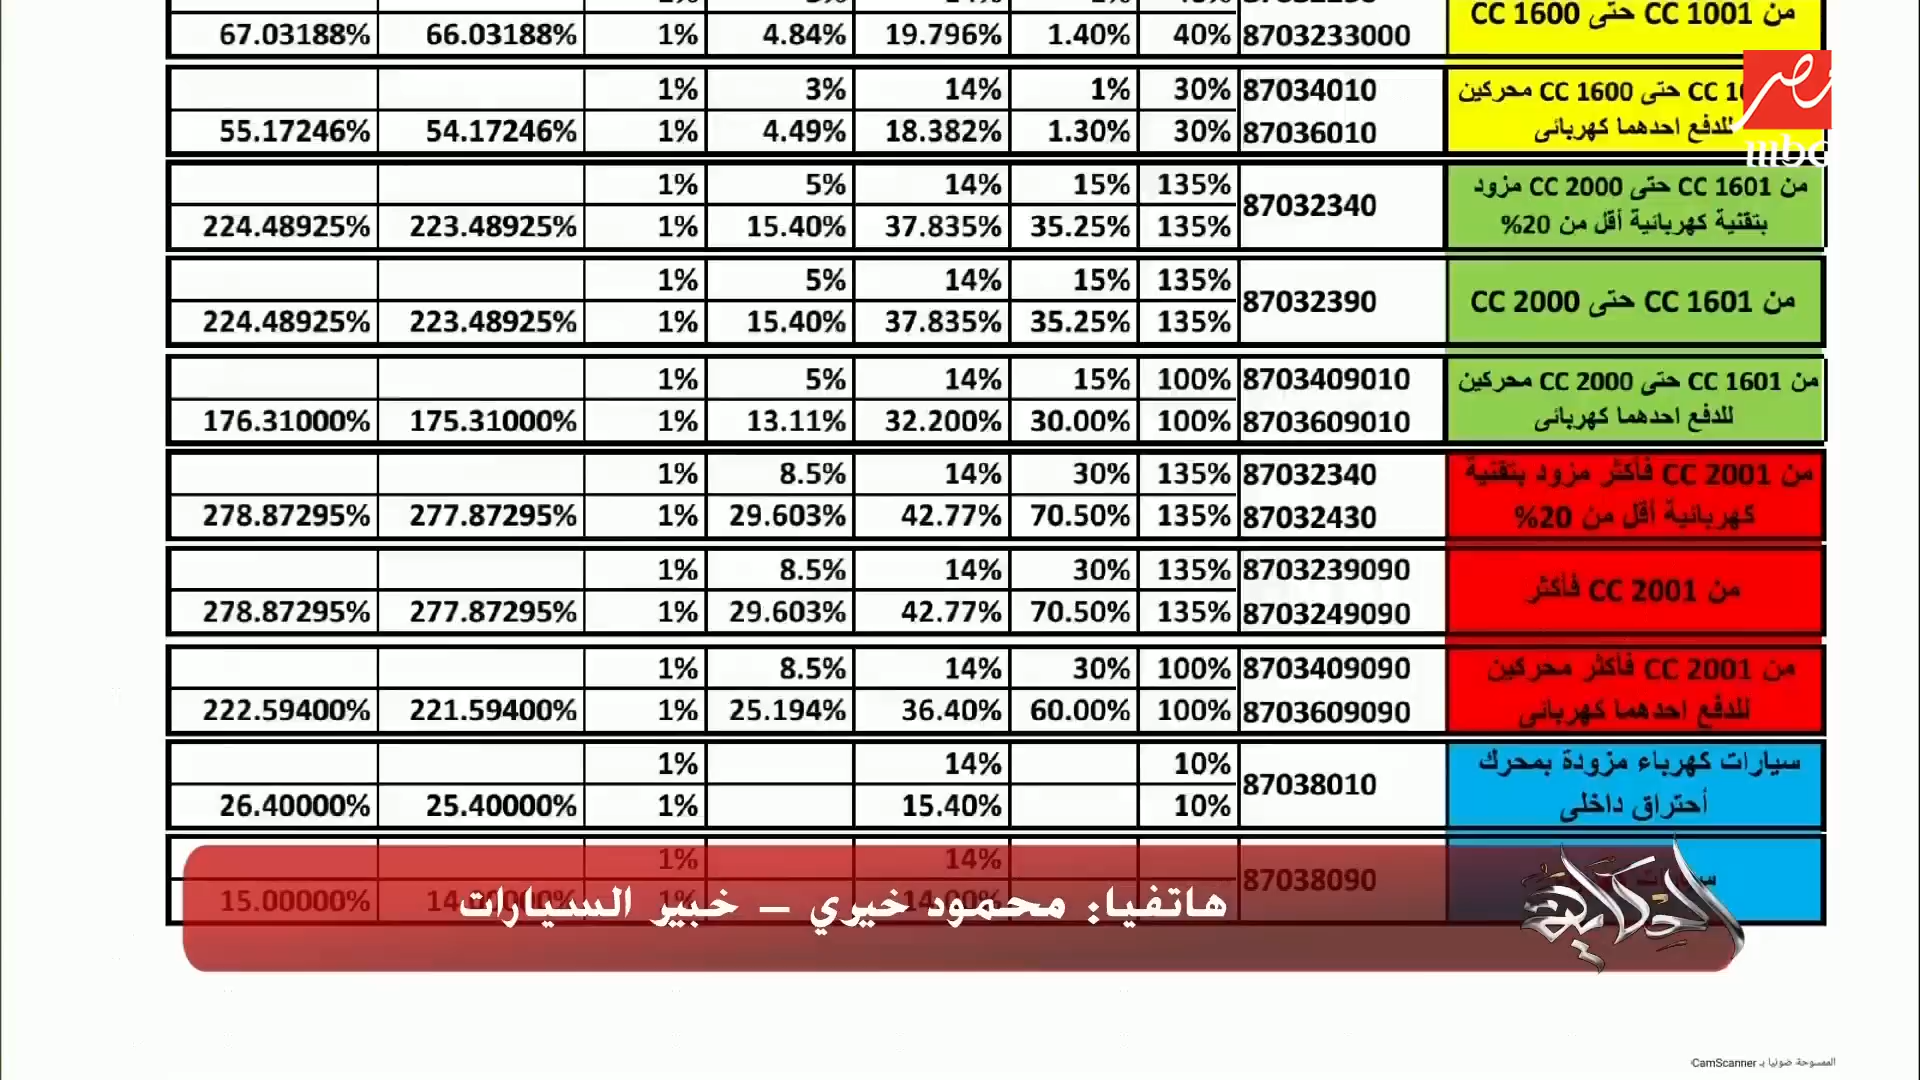 من 1001 CC حتى 1600 CC
8703233000 40% 1.40% 19.796% 4.84% 1% 66.03188% 67.03188%
CC حتى 1600 CC محركين
للدفع احدهما كهربائى
87034010 30% 1% 14% 3% 1%
87036010 30% 1.30% 18.382% 4.49% 1% 54.17246% 55.17246%
مصر
mbc
من 1601 CC حتى 2000 CC مزود
بتقنية كهربائية أقل من 20%
87032340
135% 15% 14% 5% 1%
135% 35.25% 37.835% 15.40% 1% 223.48925% 224.48925%
من 1601 CC حتى 2000 CC
87032390
135% 15% 14% 5% 1%
135% 35.25% 37.835% 15.40% 1% 223.48925% 224.48925%
من 1601 CC حتى 2000 CC محركين
للدفع احدهما كهربائى
8703409010 100% 15% 14% 5% 1%
8703609010 100% 30.00% 32.200% 13.11% 1% 175.31000% 176.31000%
من 2001 CC فأكثر مزود بتقنية
كهربائية أقل من 20%
87032340 135% 30% 14% 8.5% 1%
87032430 135% 70.50% 42.77% 29.603% 1% 277.87295% 278.87295%
من 2001 CC فأكثر
8703239090 135% 30% 14% 8.5% 1%
8703249090 135% 70.50% 42.77% 29.603% 1% 277.87295% 278.87295%
من 2001 CC فأكثر محركين
للدفع احدهما كهربائى
8703409090 100% 30% 14% 8.5% 1%
8703609090 100% 60.00% 36.40% 25.194% 1% 221.59400% 222.59400%
سيارات كهرباء مزودة بمحرك
أحتراق داخلى
87038010
10% 14% 1%
10% 15.40% 1% 25.40000% 26.40000%
87038090
14% 1%
15.00000%
هاتفيا: محمود خيري – خبير السيارات
الحكاية
الممسوحة ضوئيا بـ CamScanner